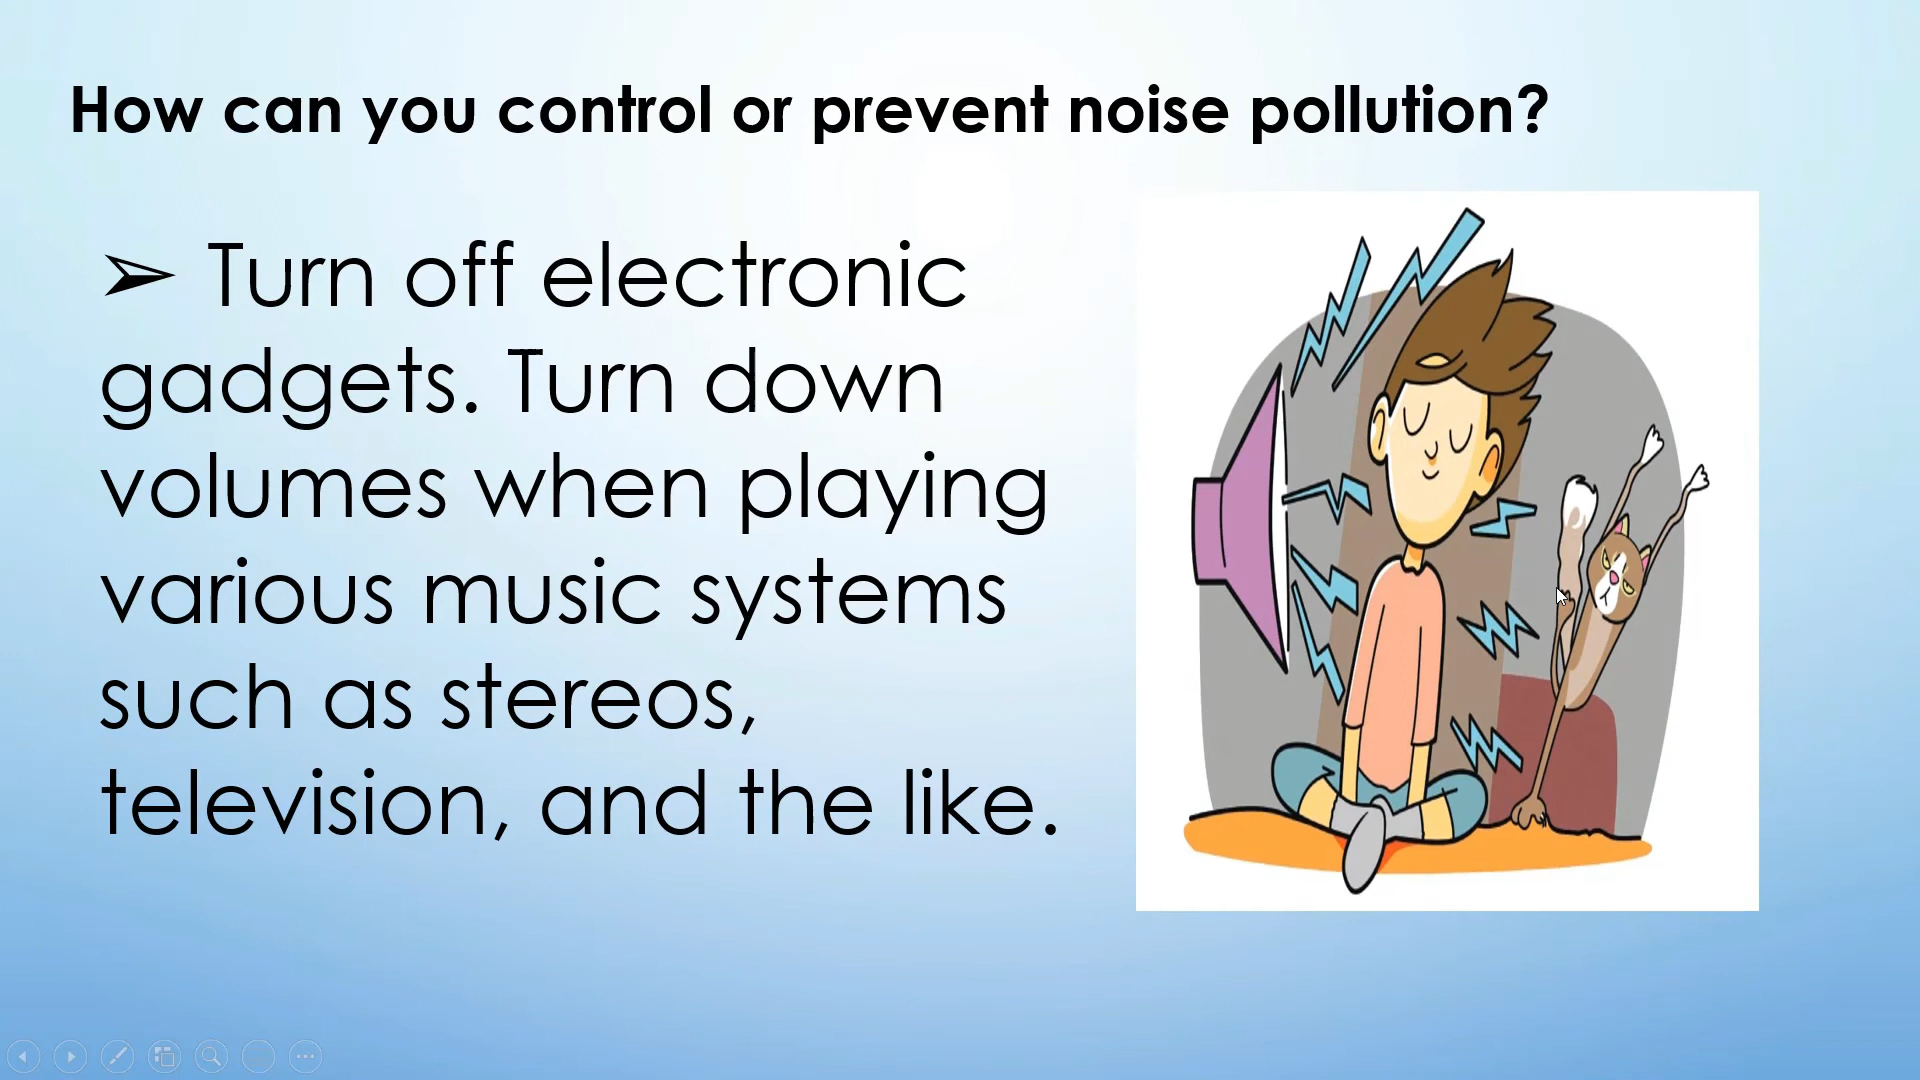 How can you control or prevent noise pollution?
➢ Turn off electronic
gadgets. Turn down
volumes when playing
various music systems
such as stereos,
television, and the like.